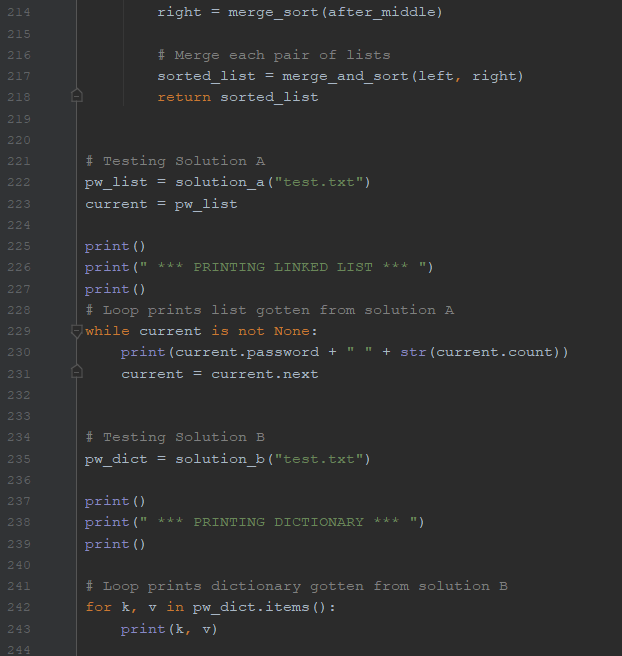 214 right = merge_sort(after_middle)
215
216 # Merge each pair of lists
217 sorted_list = merge_and_sort(left, right)
218 return sorted_list
219
220
221 # Testing Solution A
222 pw_list = solution_a("test.txt")
223 current = pw_list
224
225 print()
226 print(" *** PRINTING LINKED LIST *** ")
227 print()
228 # Loop prints list gotten from solution A
229 while current is not None:
230 print(current.password + " " + str(current.count))
231 current = current.next
232
233
234 # Testing Solution B
235 pw_dict = solution_b("test.txt")
236
237 print()
238 print(" *** PRINTING DICTIONARY *** ")
239 print()
240
241 # Loop prints dictionary gotten from solution B
242 for k, v in pw_dict.items():
243 print(k, v)
244